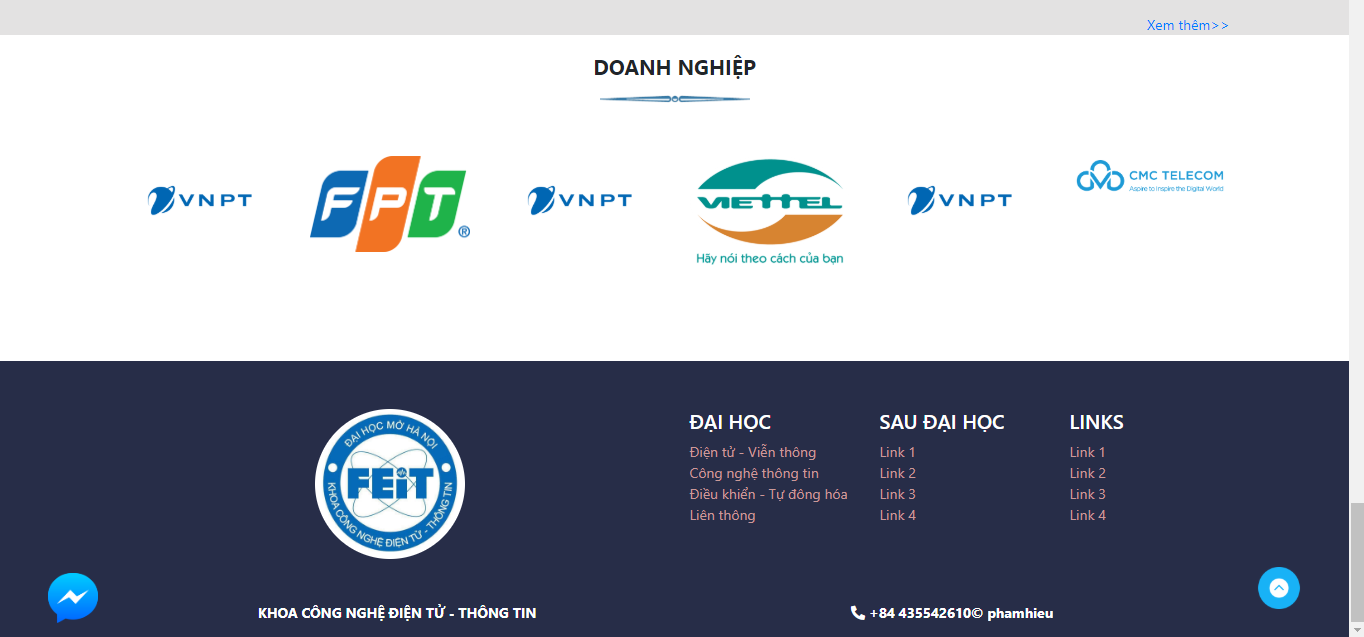 Xem thêm>>
DOANH NGHIỆP
VNPT
FPT®
VNPT
VIETTEL
Hãy nói theo cách của bạn
VNPT
CMC TELECOM
Aspire to Inspire the Digital World
ĐẠI HỌC MỞ HÀ NỘI
FEiT
KHOA CÔNG NGHỆ ĐIỆN TỬ - THÔNG TIN
ĐẠI HỌC
Điện tử - Viễn thông
Công nghệ thông tin
Điều khiển - Tự đông hóa
Liên thông
SAU ĐẠI HỌC
Link 1
Link 2
Link 3
Link 4
LINKS
Link 1
Link 2
Link 3
Link 4
KHOA CÔNG NGHỆ ĐIỆN TỬ - THÔNG TIN
+84 435542610© phamhieu